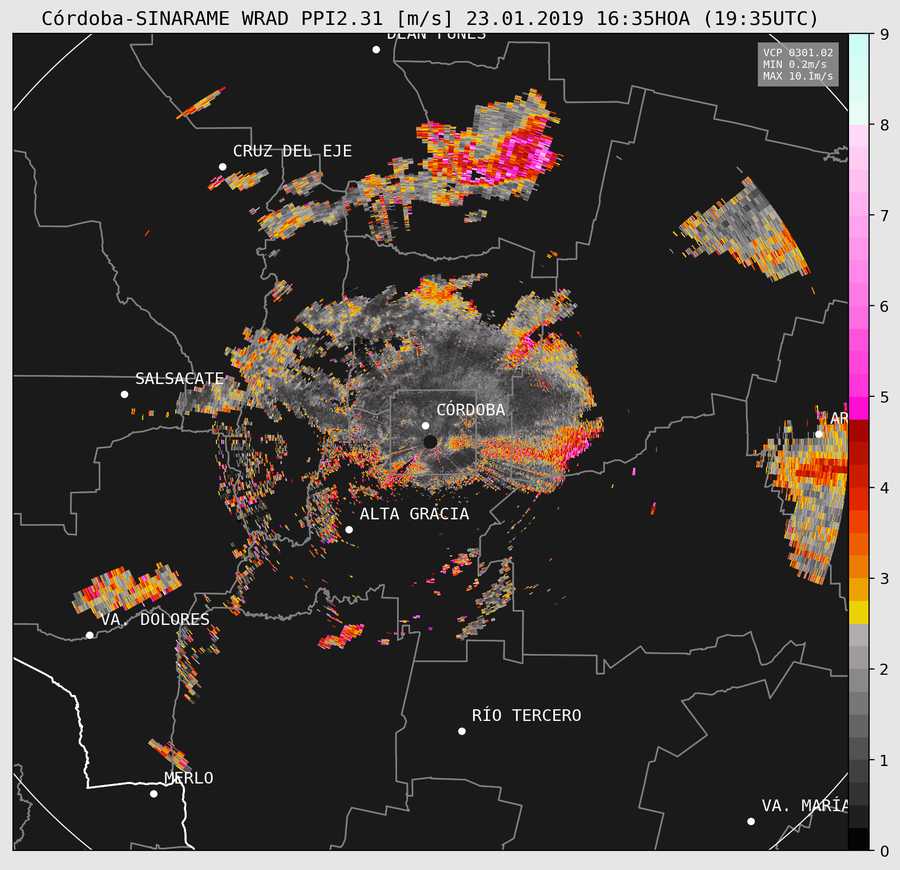 Córdoba-SINARAME WRAD PPI2.31 [m/s] 23.01.2019 16:35HOA (19:35UTC)
DEAN FUNES
VCP 0301.02
MIN 0.2m/s
MAX 10.1m/s
CRUZ DEL EJE
SALSACATE
CÓRDOBA
AR
ALTA GRACIA
VA. DOLORES
RÍO TERCERO
MERLO
VA. MARÍA
9
8
7
6
5
4
3
2
1
0